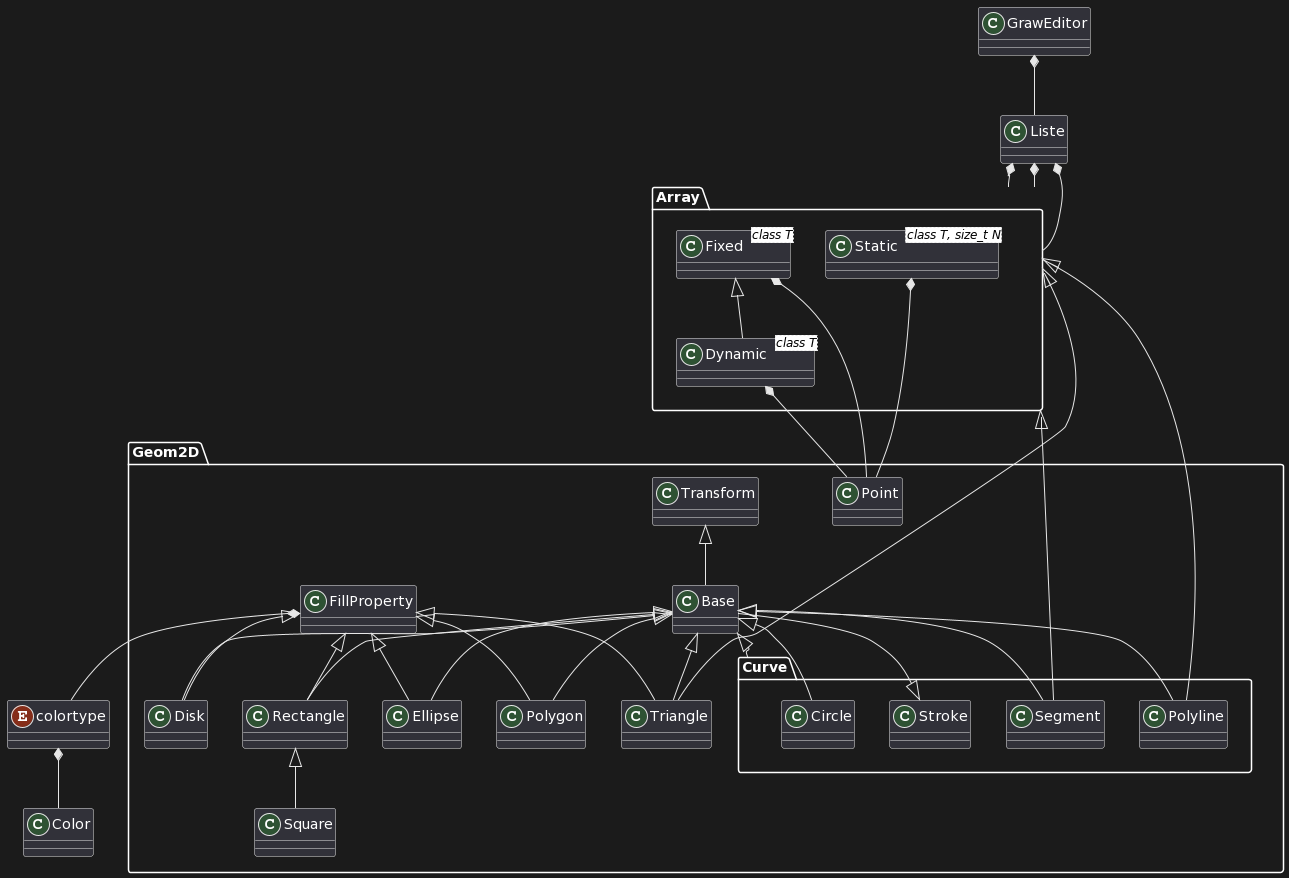 C GrawEditor
C Liste
Array
C Fixed class T
C Static class T, size_t N
C Dynamic class T
Geom2D
C Transform
C Point
C FillProperty
C Base
Curve
E colortype
C Disk
C Rectangle
C Ellipse
C Polygon
C Triangle
C Circle
C Stroke
C Segment
C Polyline
C Color
C Square